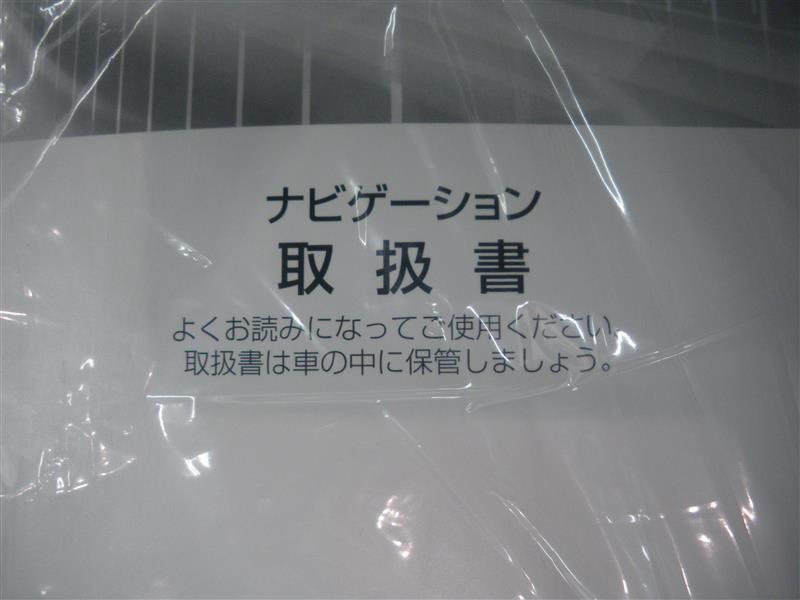 ナビゲーション
取扱書
よくお読みになってご使用ください。
取扱書は車の中に保管しましょう。